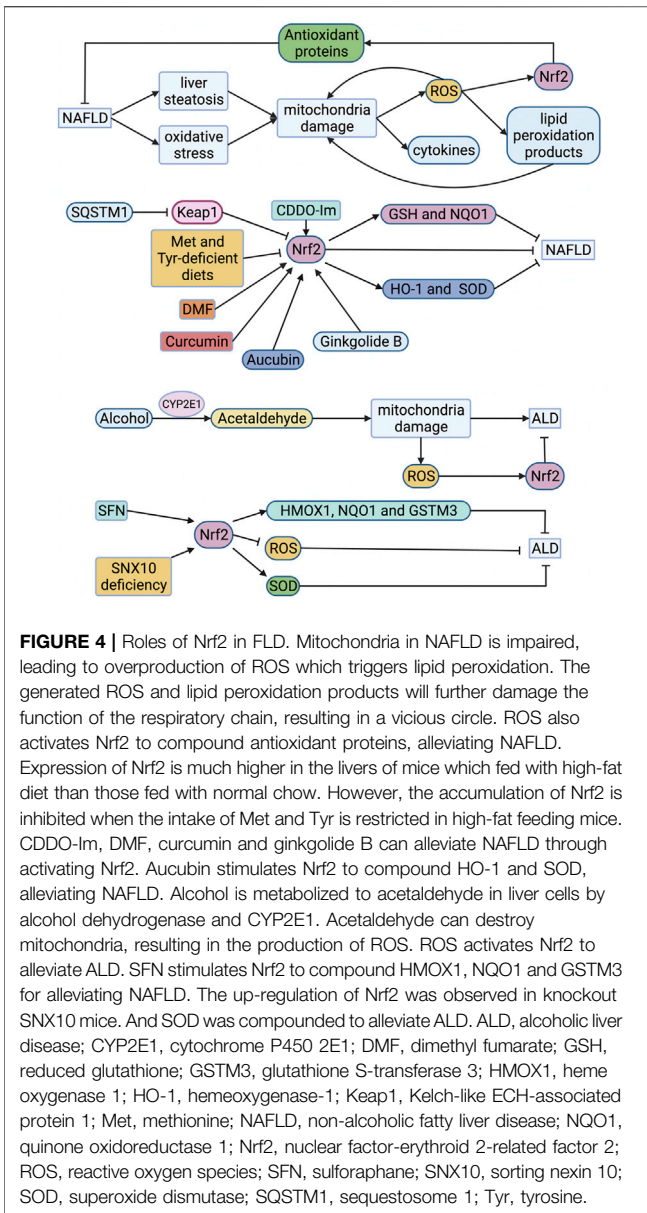 Antioxidant
proteins
liver
steatosis
ROS
Nrf2
NAFLD
mitochondria
damage
lipid
peroxidation
products
oxidative
stress
cytokines
SQSTM1
Keap1
CDDO-Im
GSH and NQO1
Met and
Tyr-deficient
diets
Nrf2
NAFLD
DMF
HO-1 and SOD
Curcumin
Ginkgolide B
Aucubin
CYP2E1
Alcohol
Acetaldehyde
mitochondria
damage
ALD
ROS
Nrf2
SFN
HMOX1, NQO1 and GSTM3
Nrf2
ROS
ALD
SNX10
deficiency
SOD
FIGURE 4 | Roles of Nrf2 in FLD. Mitochondria in NAFLD is impaired,
leading to overproduction of ROS which triggers lipid peroxidation. The
generated ROS and lipid peroxidation products will further damage the
function of the respiratory chain, resulting in a vicious circle. ROS also
activates Nrf2 to compound antioxidant proteins, alleviating NAFLD.
Expression of Nrf2 is much higher in the livers of mice which fed with high-fat
diet than those fed with normal chow. However, the accumulation of Nrf2 is
inhibited when the intake of Met and Tyr is restricted in high-fat feeding mice.
CDDO-Im, DMF, curcumin and ginkgolide B can alleviate NAFLD through
activating Nrf2. Aucubin stimulates Nrf2 to compound HO-1 and SOD,
alleviating NAFLD. Alcohol is metabolized to acetaldehyde in liver cells by
alcohol dehydrogenase and CYP2E1. Acetaldehyde can destroy
mitochondria, resulting in the production of ROS. ROS activates Nrf2 to
alleviate ALD. SFN stimulates Nrf2 to compound HMOX1, NQO1 and GSTM3
for alleviating NAFLD. The up-regulation of Nrf2 was observed in knockout
SNX10 mice. And SOD was compounded to alleviate ALD. ALD, alcoholic liver
disease; CYP2E1, cytochrome P450 2E1; DMF, dimethyl fumarate; GSH,
reduced glutathione; GSTM3, glutathione S-transferase 3; HMOX1, heme
oxygenase 1; HO-1, hemeoxygenase-1; Keap1, Kelch-like ECH-associated
protein 1; Met, methionine; NAFLD, non-alcoholic fatty liver disease; NQO1,
quinone oxidoreductase 1; Nrf2, nuclear factor-erythroid 2-related factor 2;
ROS, reactive oxygen species; SFN, sulforaphane; SNX10, sorting nexin 10;
SOD, superoxide dismutase; SQSTM1, sequestosome 1; Tyr, tyrosine.